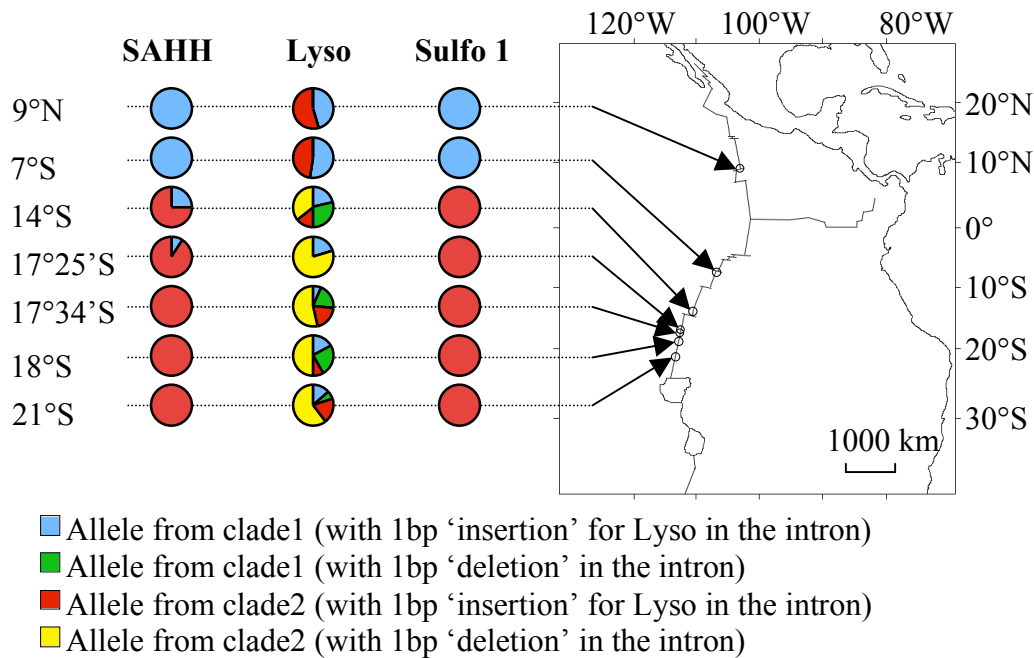 120°W 100°W 80°W
SAHH Lyso Sulfo 1
9°N
7°S
14°S
17°25’S
17°34’S
18°S
21°S
20°N
10°N
0°
10°S
20°S
30°S
1000 km
Allele from clade1 (with 1bp ‘insertion’ for Lyso in the intron)
Allele from clade1 (with 1bp ‘deletion’ in the intron)
Allele from clade2 (with 1bp ‘insertion’ for Lyso in the intron)
Allele from clade2 (with 1bp ‘deletion’ in the intron)